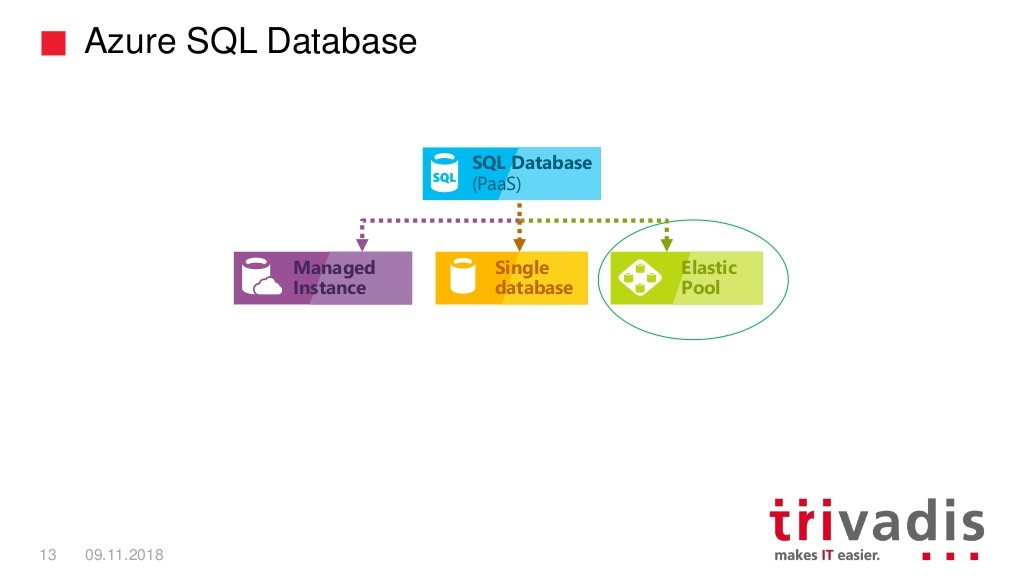 Azure SQL Database
SQL
SQL Database
(PaaS)
Managed
Instance
Single
database
Elastic
Pool
trivadis
makes IT easier.
13
09.11.2018